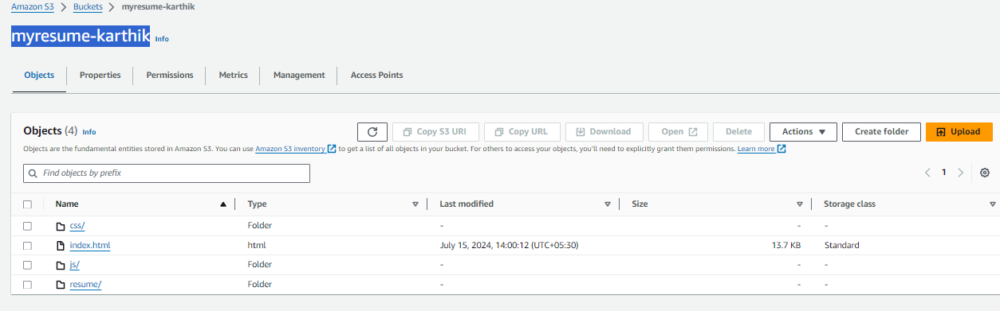 Amazon S3 > Buckets > myresume-karthik
myresume-karthik Info
Objects Properties Permissions Metrics Management Access Points
Objects (4) Info
Copy S3 URI Copy URL Download Open Delete Actions Create folder Upload
Objects are the fundamental entities stored in Amazon S3. You can use Amazon S3 inventory to get a list of all objects in your bucket. For others to access your objects, you'll need to explicitly grant them permissions. Learn more
Find objects by prefix
1
Name Type Last modified Size Storage class
css/ Folder - - -
index.html html July 15, 2024, 14:00:12 (UTC+05:30) 13.7 KB Standard
js/ Folder - - -
resume/ Folder - - -